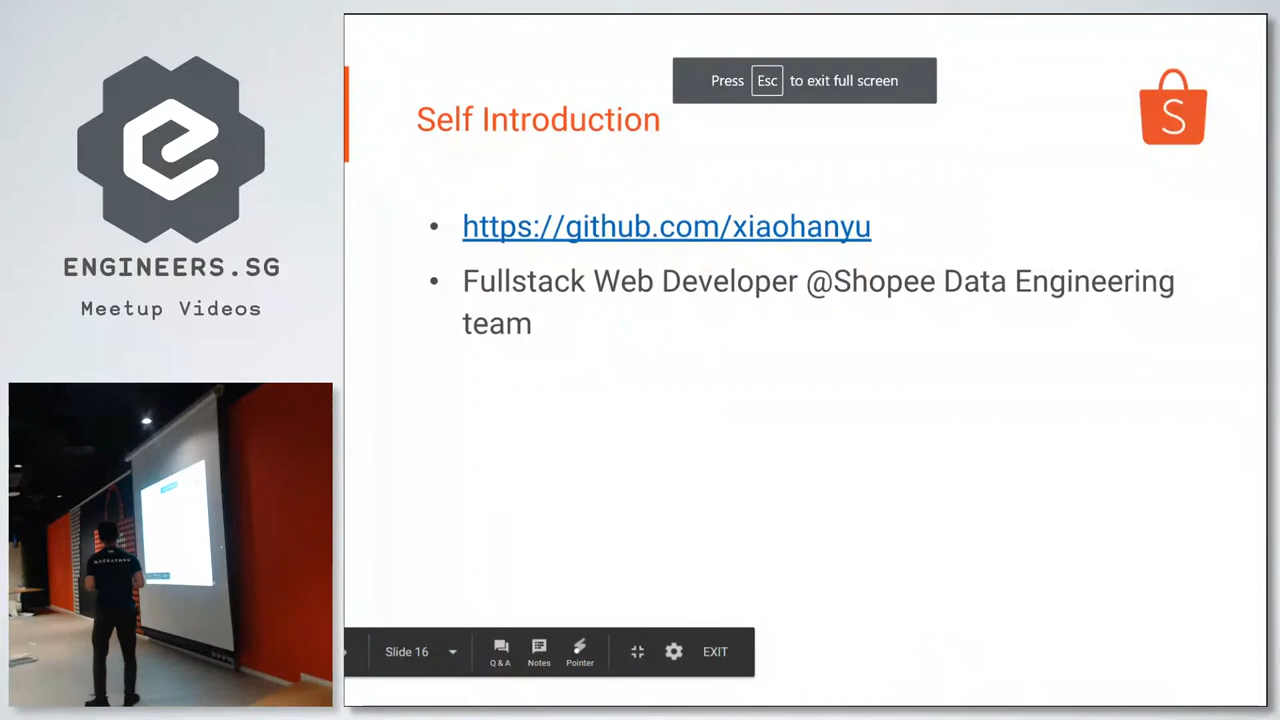 ENGINEERS.SG
Meetup Videos
Press Esc to exit full screen
Self Introduction
S
• https://github.com/xiaohanyu
• Fullstack Web Developer @Shopee Data Engineering
team
Slide 16
Q & A
Notes
Pointer
EXIT